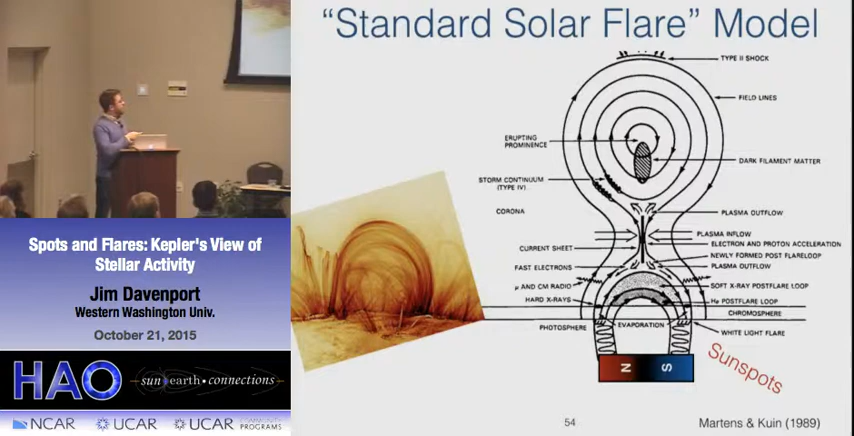 “Standard Solar Flare” Model
TYPE II SHOCK
FIELD LINES
ERUPTING
PROMINENCE
DARK FILAMENT MATTER
STORM CONTINUUM
(TYPE IV)
CORONA
PLASMA OUTFLOW
PLASMA INFLOW
ELECTRON AND PROTON ACCELERATION
CURRENT SHEET
NEWLY FORMED POST FLARELOOP
FAST ELECTRONS
PLASMA OUTFLOW
μ AND CM RADIO
SOFT X-RAY POSTFLARE LOOP
HARD X-RAYS
Hα POSTFLARE LOOP
CHROMOSPHERE
PHOTOSPHERE
EVAPORATION
WHITE LIGHT FLARE
N S
Sunspots
54
Martens & Kuin (1989)
Spots and Flares: Kepler's View of
Stellar Activity
Jim Davenport
Western Washington Univ.
October 21, 2015
HAO
sun earth • connections
NCAR
UCAR
UCAR
PROGRAMS